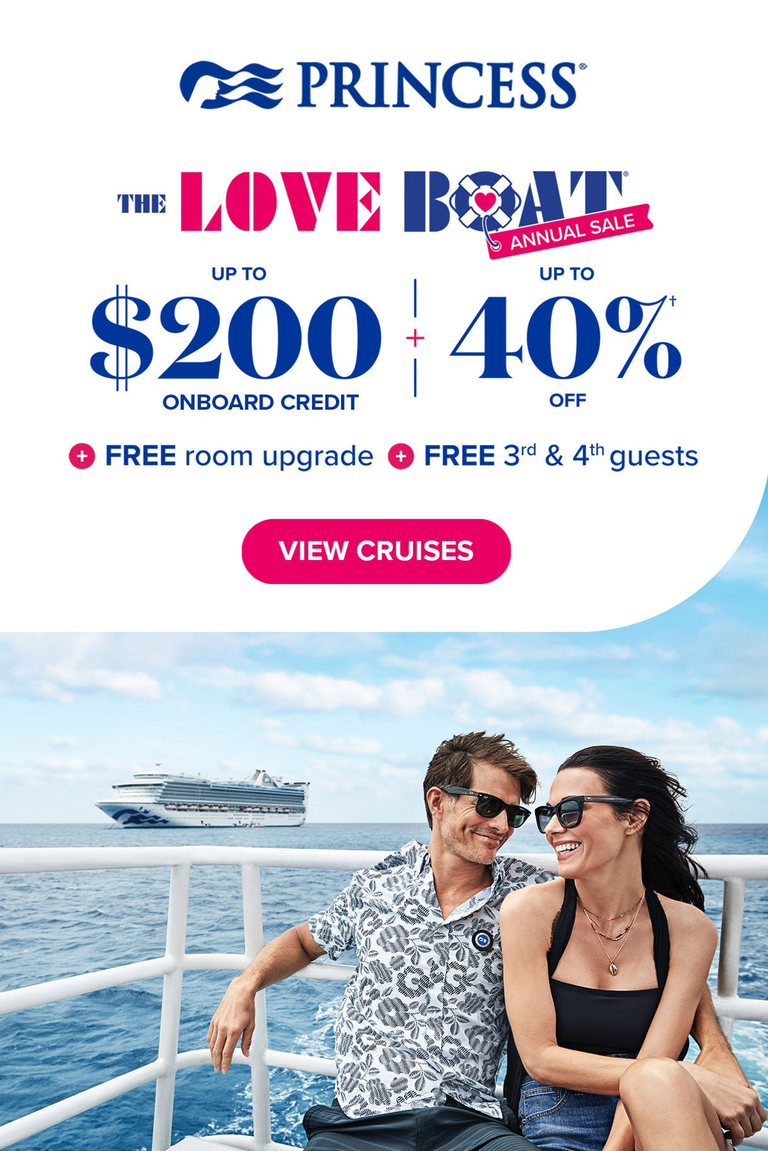 PRINCESS®
THE LOVE BOAT®
ANNUAL SALE
UP TO
$200
ONBOARD CREDIT
+
UP TO
40%†
OFF
+ FREE room upgrade + FREE 3rd & 4th guests
VIEW CRUISES